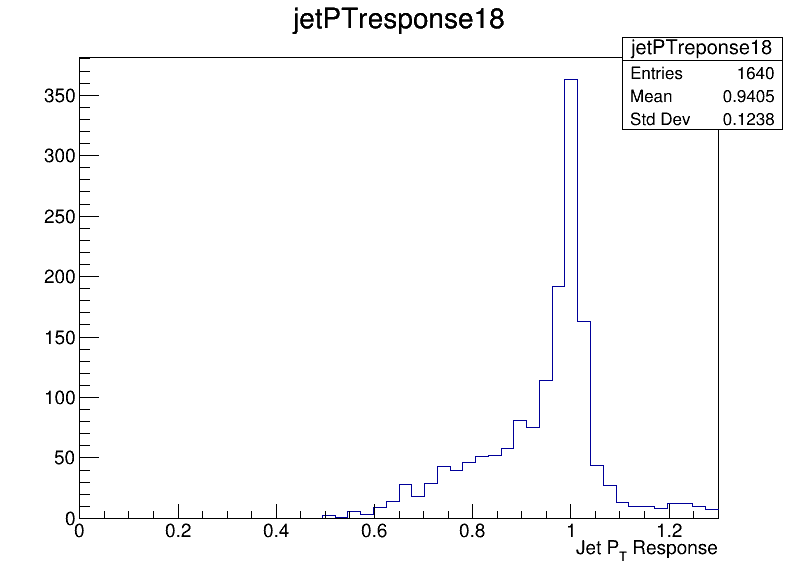 jetPTresponse18
jetPTreponse18
Entries 1640
Mean 0.9405
Std Dev 0.1238
350
300
250
200
150
100
50
0
0 0.2 0.4 0.6 0.8 1 1.2
Jet PT Response